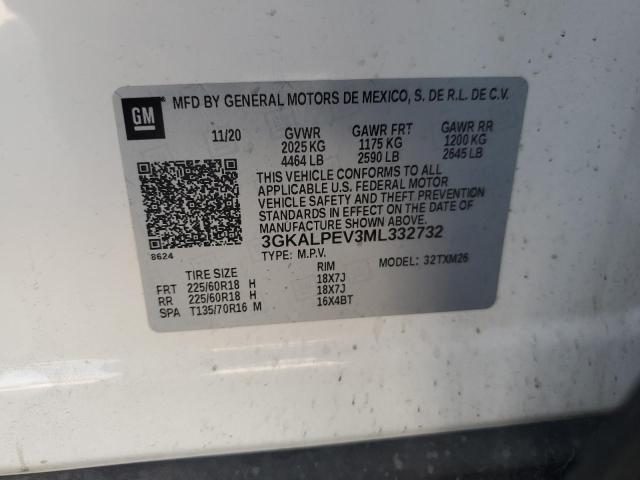 GM
MFD BY GENERAL MOTORS DE MEXICO, S. DE R.L. DE C.V.
11/20 GVWR GAWR FRT GAWR RR
2025 KG 1175 KG 1200 KG
4464 LB 2590 LB 2645 LB
THIS VEHICLE CONFORMS TO ALL
APPLICABLE U.S. FEDERAL MOTOR
VEHICLE SAFETY AND THEFT PREVENTION
STANDARDS IN EFFECT ON THE DATE OF
MANUFACTURE SHOWN ABOVE.
3GKALPEV3ML332732
8624 TYPE: M.P.V. MODEL: 32TXM26
TIRE SIZE RIM
FRT 225/60R18 H 18X7J
RR 225/60R18 H 18X7J
SPA T135/70R16 M 16X4BT